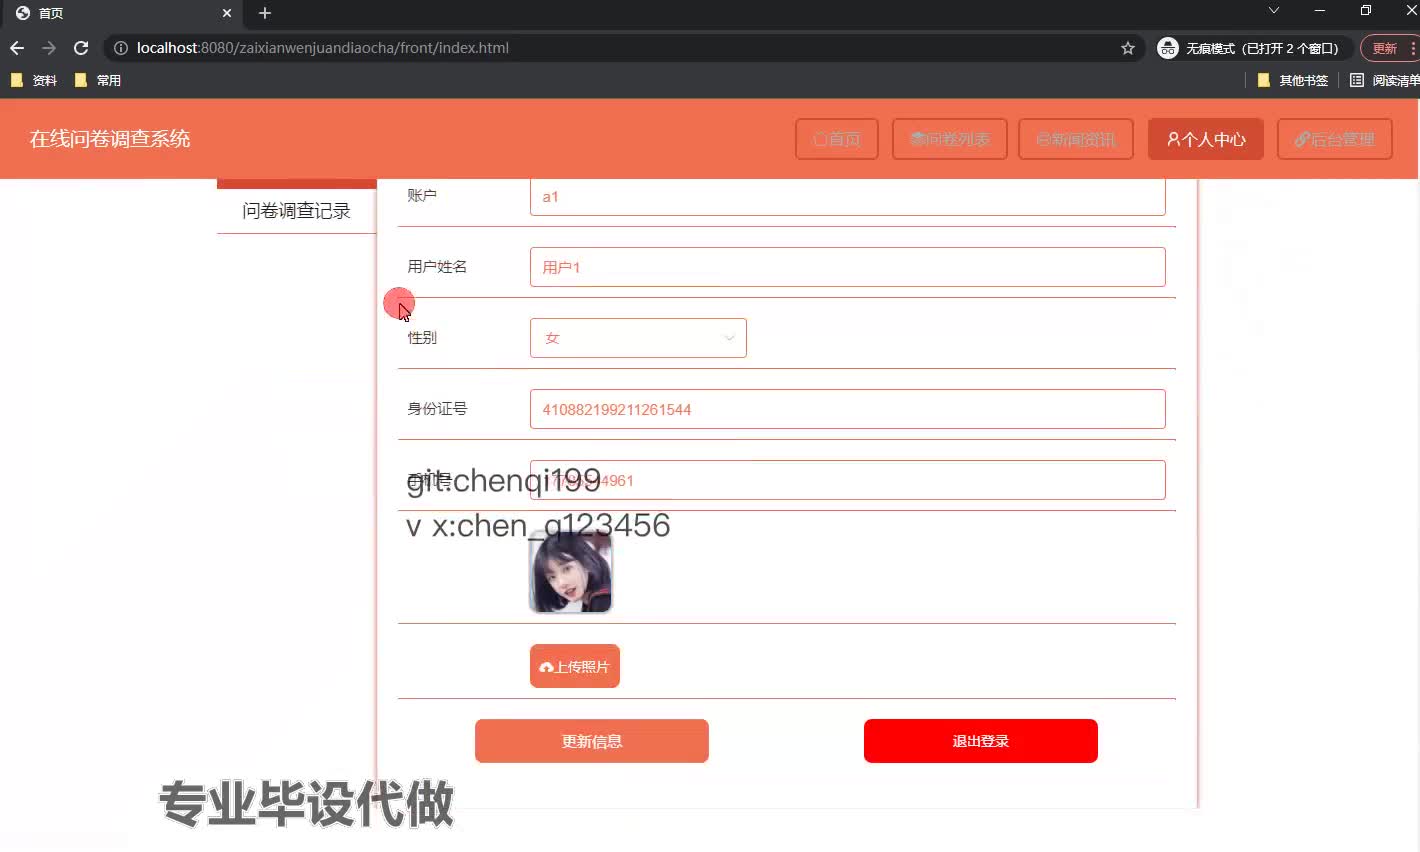 首页
localhost:8080/zaixianwenjuandiaocha/front/index.html
无痕模式（已打开 2 个窗口）
更新
资料
常用
其他书签
阅读清单
在线问卷调查系统
首页
问卷列表
新闻资讯
个人中心
后台管理
问卷调查记录
账户
a1
用户姓名
用户1
性别
女
身份证号
410882199211261544
手机号
git:chenqi199
v x:chen_q123456
上传照片
更新信息
退出登录
专业毕设代做